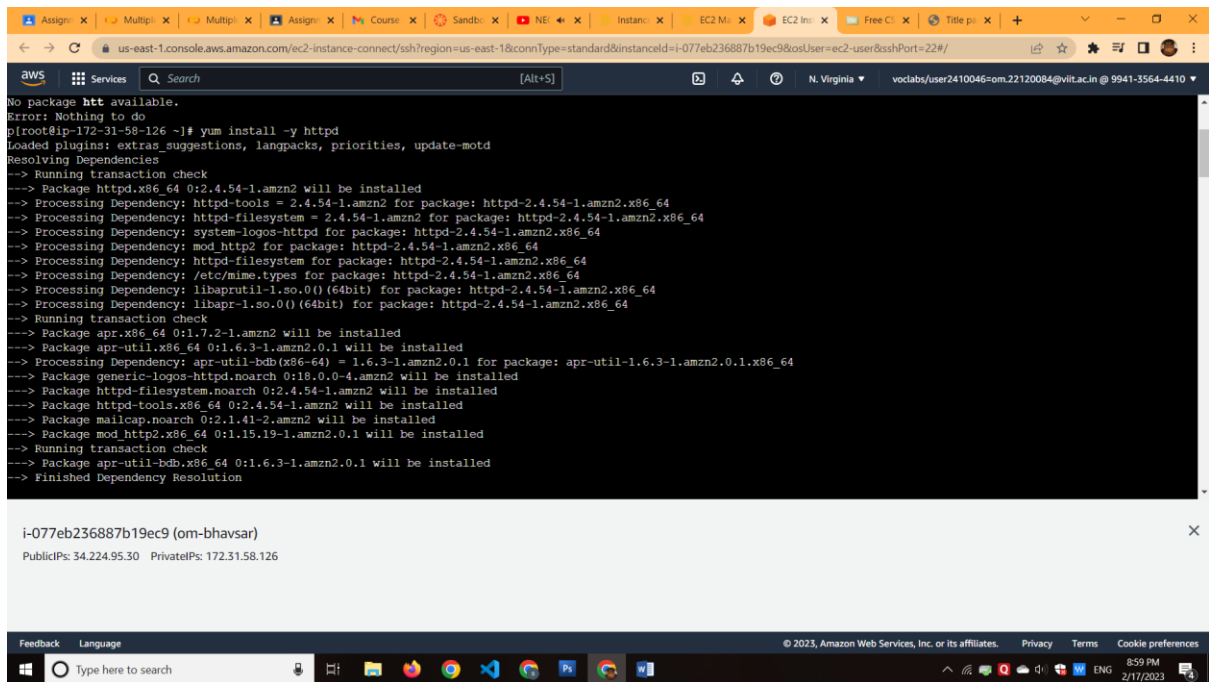 Assignm
Multipl
Multipl
Assignm
Course
Sandbo
NEC
Instanc
EC2 Ma
EC2 Ins
Free CS
Title pa
us-east-1.console.aws.amazon.com/ec2-instance-connect/ssh?region=us-east-1&connType=standard&instanceId=i-077eb236887b19ec9&osUser=ec2-user&sshPort=22#/
aws Services Search [Alt+S] N. Virginia voclabs/user2410046=om.22120084@viit.ac.in @ 9941-3564-4410
No package htt available.
Error: Nothing to do
p[root@ip-172-31-58-126 ~]# yum install -y httpd
Loaded plugins: extras_suggestions, langpacks, priorities, update-motd
Resolving Dependencies
--> Running transaction check
---> Package httpd.x86_64 0:2.4.54-1.amzn2 will be installed
--> Processing Dependency: httpd-tools = 2.4.54-1.amzn2 for package: httpd-2.4.54-1.amzn2.x86_64
--> Processing Dependency: httpd-filesystem = 2.4.54-1.amzn2 for package: httpd-2.4.54-1.amzn2.x86_64
--> Processing Dependency: system-logos-httpd for package: httpd-2.4.54-1.amzn2.x86_64
--> Processing Dependency: mod_http2 for package: httpd-2.4.54-1.amzn2.x86_64
--> Processing Dependency: httpd-filesystem for package: httpd-2.4.54-1.amzn2.x86_64
--> Processing Dependency: /etc/mime.types for package: httpd-2.4.54-1.amzn2.x86_64
--> Processing Dependency: libaprutil-1.so.0()(64bit) for package: httpd-2.4.54-1.amzn2.x86_64
--> Processing Dependency: libapr-1.so.0()(64bit) for package: httpd-2.4.54-1.amzn2.x86_64
--> Running transaction check
---> Package apr.x86_64 0:1.7.2-1.amzn2 will be installed
---> Package apr-util.x86_64 0:1.6.3-1.amzn2.0.1 will be installed
--> Processing Dependency: apr-util-bdb(x86-64) = 1.6.3-1.amzn2.0.1 for package: apr-util-1.6.3-1.amzn2.0.1.x86_64
---> Package generic-logos-httpd.noarch 0:18.0.0-4.amzn2 will be installed
---> Package httpd-filesystem.noarch 0:2.4.54-1.amzn2 will be installed
---> Package httpd-tools.x86_64 0:2.4.54-1.amzn2 will be installed
---> Package mailcap.noarch 0:2.1.41-2.amzn2 will be installed
---> Package mod_http2.x86_64 0:1.15.19-1.amzn2.0.1 will be installed
--> Running transaction check
---> Package apr-util-bdb.x86_64 0:1.6.3-1.amzn2.0.1 will be installed
--> Finished Dependency Resolution
i-077eb236887b19ec9 (om-bhavsar)
PublicIPs: 34.224.95.30 PrivateIPs: 172.31.58.126
Feedback Language © 2023, Amazon Web Services, Inc. or its affiliates. Privacy Terms Cookie preferences
Type here to search Ps ENG 8:59 PM
2/17/2023 4